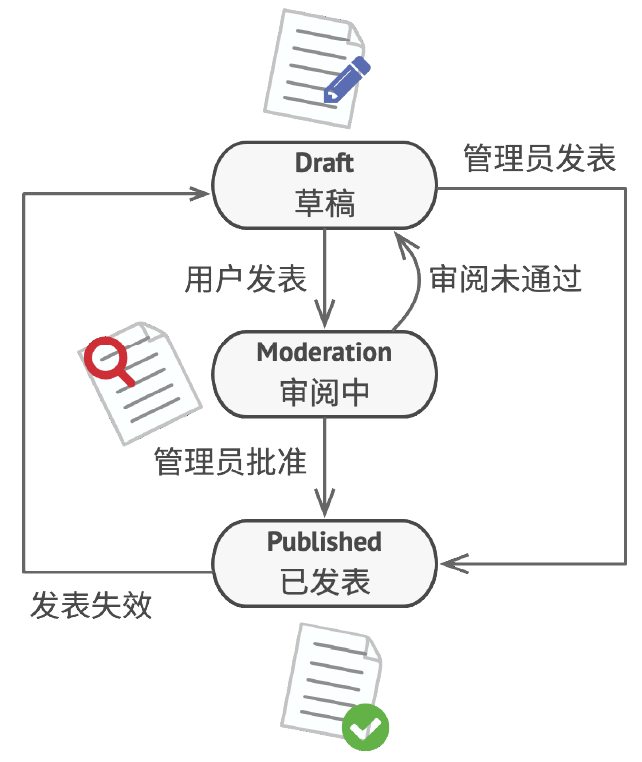 Draft
草稿
管理员发表
用户发表
审阅未通过
Moderation
审阅中
管理员批准
Published
已发表
发表失效